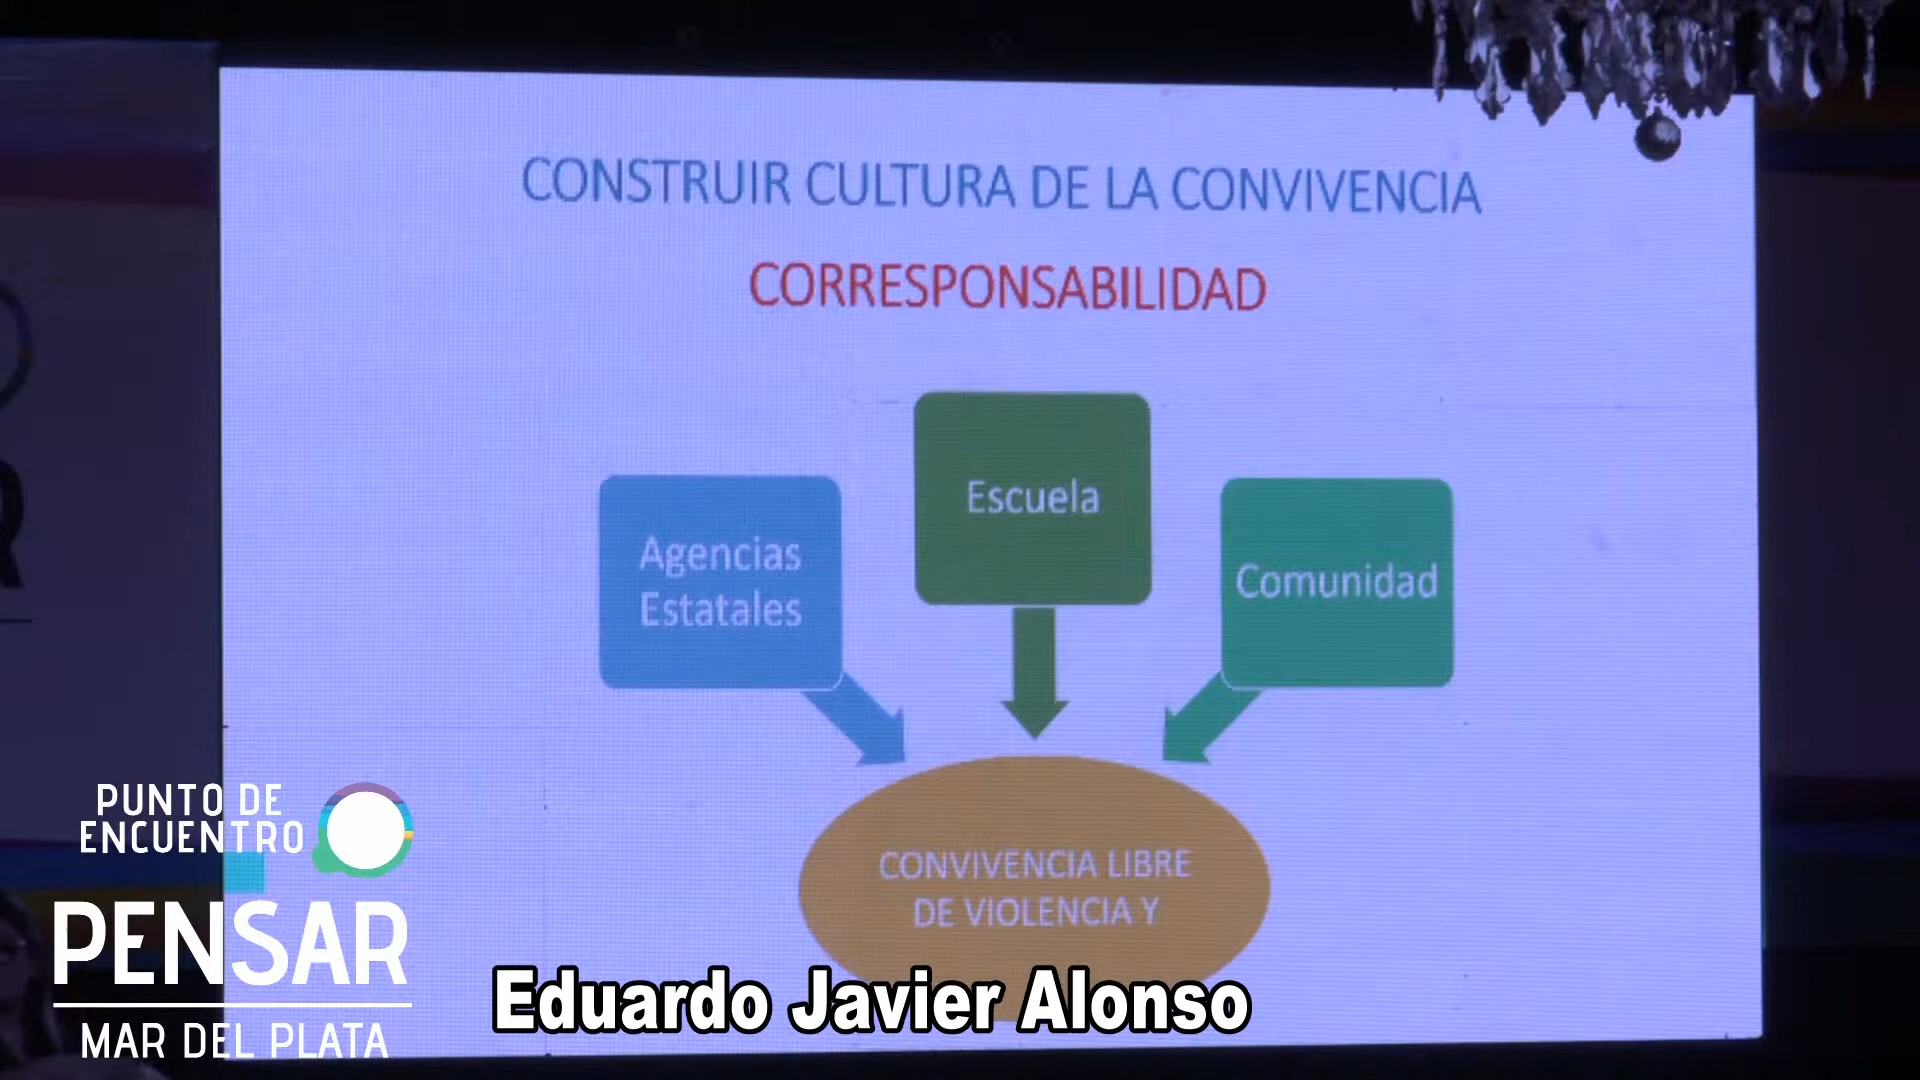 CONSTRUIR CULTURA DE LA CONVIVENCIA
CORRESPONSABILIDAD
Escuela
Agencias
Estatales
Comunidad
CONVIVENCIA LIBRE
DE VIOLENCIA Y
PUNTO DE
ENCUENTRO
PENSAR
MAR DEL PLATA
Eduardo Javier Alonso